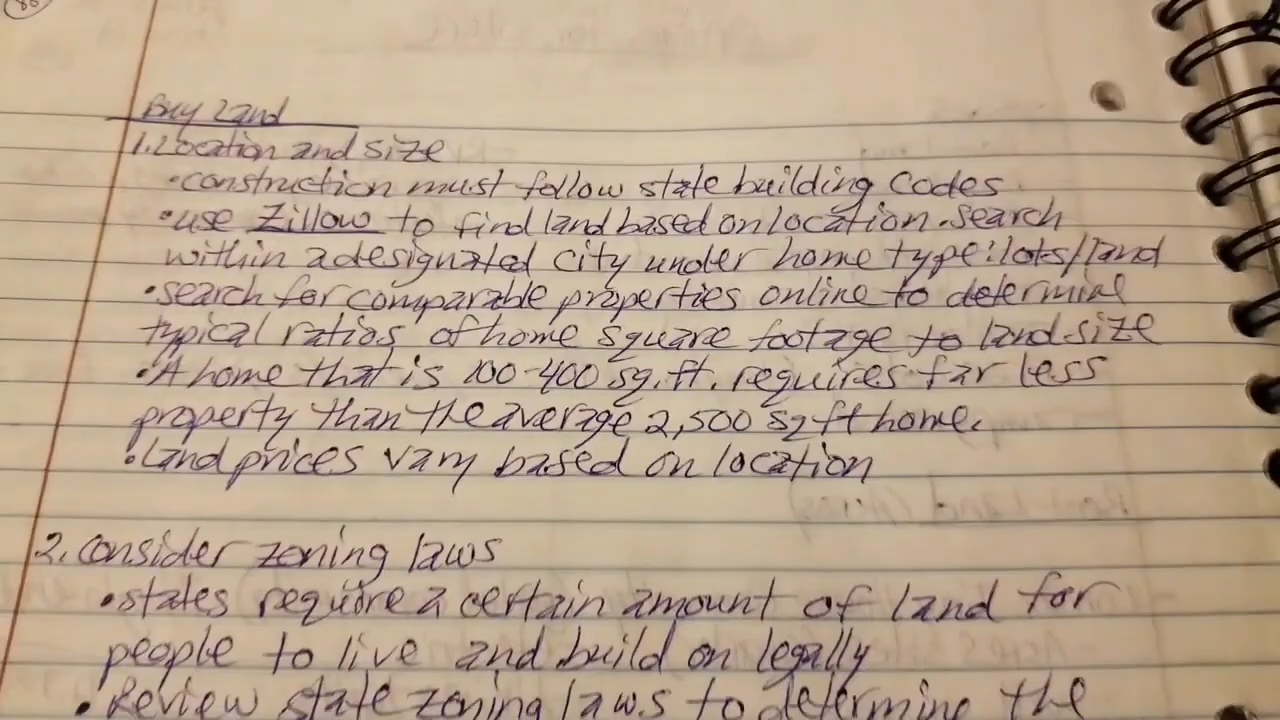 88
Buy Land
1. Location and size
• construction must follow state building codes.
• use Zillow to find land based on location. search
within a designated city under home type: lots/land
• search for comparable properties online to determine
typical ratios of home square footage to land size
• A home that is 100-400 sq. ft. requires far less
property than the average 2,500 sq ft home.
• Land prices vary based on location
2. Consider zoning laws
• states require a certain amount of land for
people to live and build on legally
• Review state zoning laws to determine the